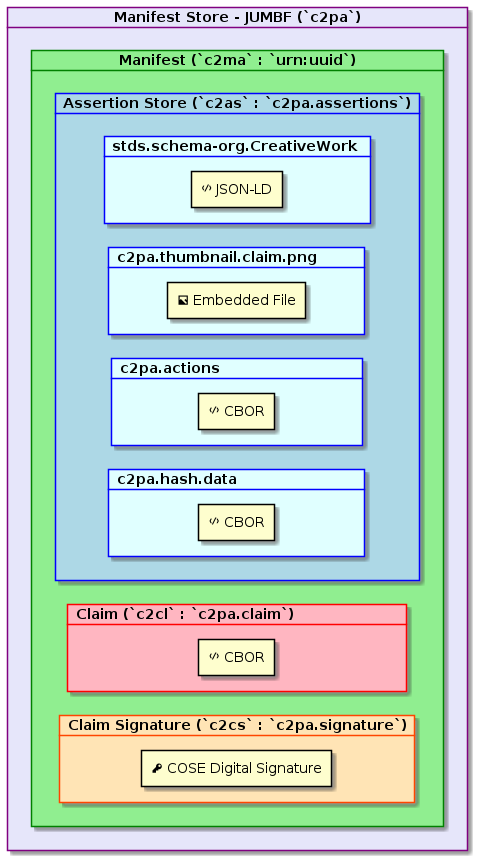 Manifest Store - JUMBF (`c2pa`)
Manifest (`c2ma` : `urn:uuid`)
Assertion Store (`c2as` : `c2pa.assertions`)
stds.schema-org.CreativeWork
</> JSON-LD
c2pa.thumbnail.claim.png
Embedded File
c2pa.actions
</> CBOR
c2pa.hash.data
</> CBOR
Claim (`c2cl` : `c2pa.claim`)
</> CBOR
Claim Signature (`c2cs` : `c2pa.signature`)
COSE Digital Signature